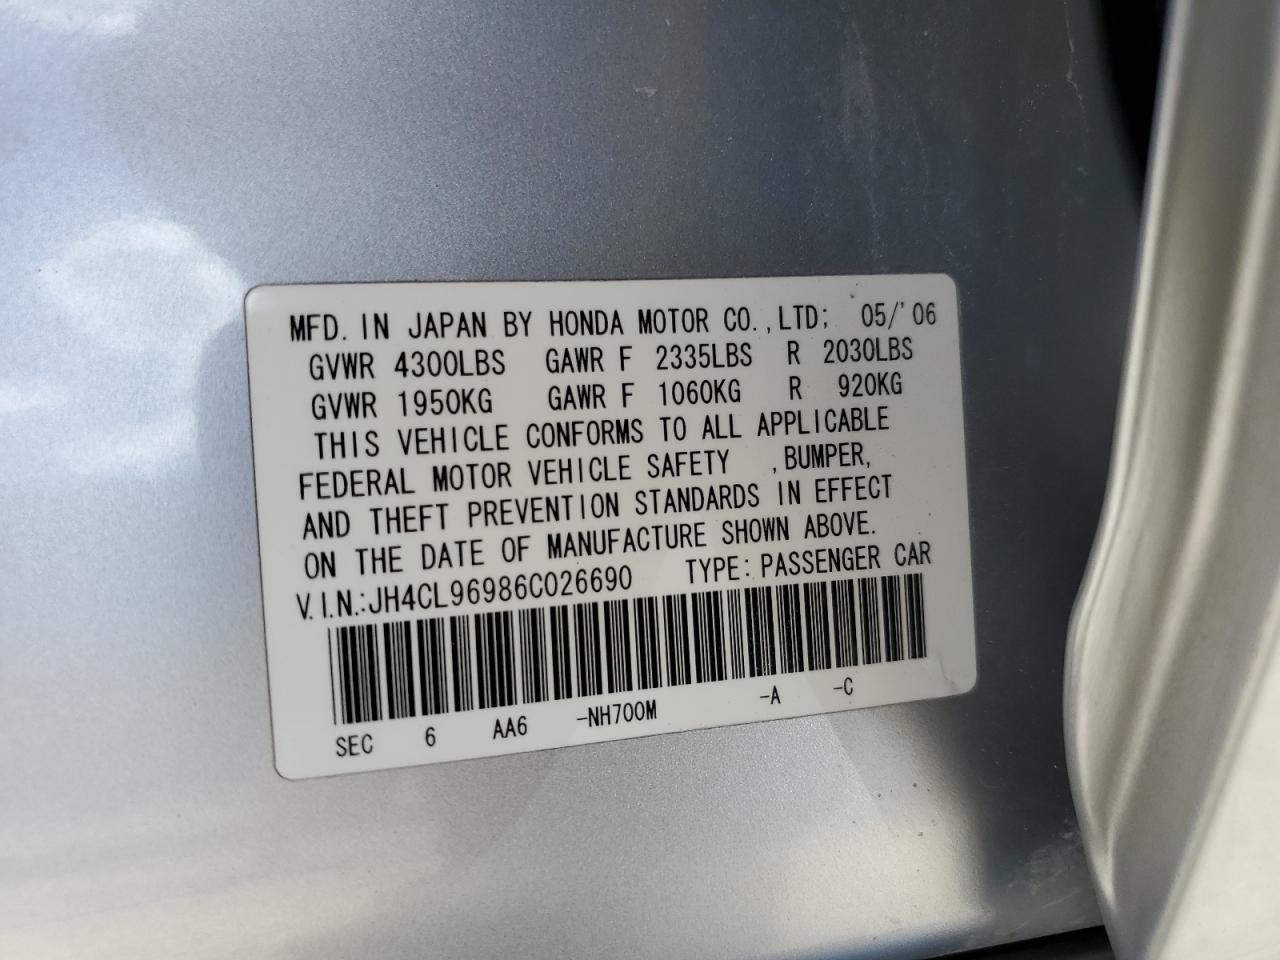 MFD. IN JAPAN BY HONDA MOTOR CO.,LTD; 05/'06
GVWR 4300LBS GAWR F 2335LBS R 2030LBS
GVWR 1950KG GAWR F 1060KG R 920KG
THIS VEHICLE CONFORMS TO ALL APPLICABLE
FEDERAL MOTOR VEHICLE SAFETY ,BUMPER,
AND THEFT PREVENTION STANDARDS IN EFFECT
ON THE DATE OF MANUFACTURE SHOWN ABOVE.
V.I.N.:JH4CL96986C026690 TYPE:PASSENGER CAR
SEC 6 AA6 -NH700M -A -C